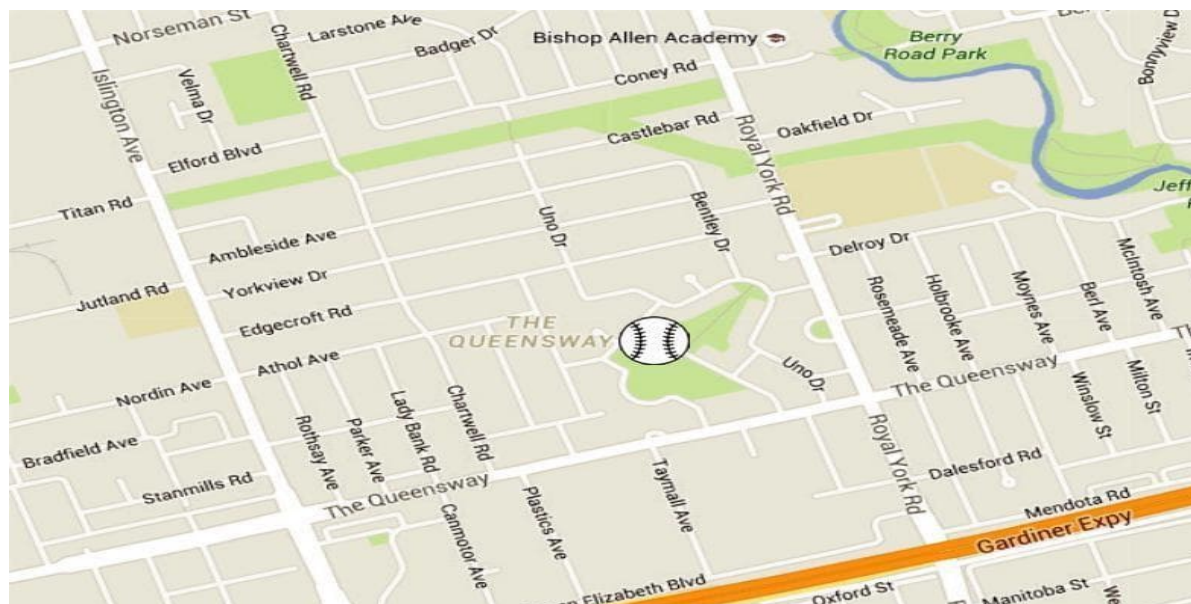 Norseman St
Larstone Ave
Badger Dr
Chartwell Rd
Bishop Allen Academy
Coney Rd
Berry
Road Park
Bonnyview D
Islington Ave
Velma Dr
Elford Blvd
Castlebar Rd
Royal York Rd
Oakfield Dr
Titan Rd
Ambleside Ave
Uno Dr
Bentley Dr
Delroy Dr
Jeff
Jutland Rd
Yorkview Dr
Edgecroft Rd
THE
QUEENSWAY
Rosemeade Ave
Holbrooke Ave
Moynes Ave
Berl Ave
McIntosh Ave
Athol Ave
Nordin Ave
Uno Dr
The Queensway
Th
Bradfield Ave
Rothsay Ave
Parker Ave
Lady Bank Rd
Chartwell Rd
Winslow St
Milton St
Stanmills Rd
The Queensway
Canmotor Ave
Plastics Ave
Taymall Ave
Royal York Rd
Dalesford Rd
Mendota Rd
Gardiner Expy
Elizabeth Blvd
Oxford St
Manitoba St
We